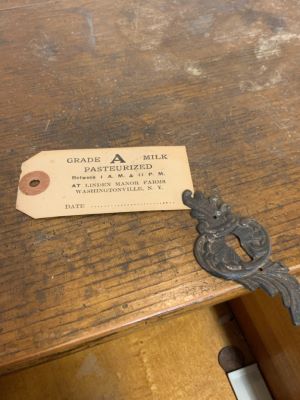 GRADE A MILK
PASTEURIZED
Between 1 A. M. & 11 P. M.
AT LINDEN MANOR FARMS
WASHINGTONVILLE, N. Y.
DATE ..............................